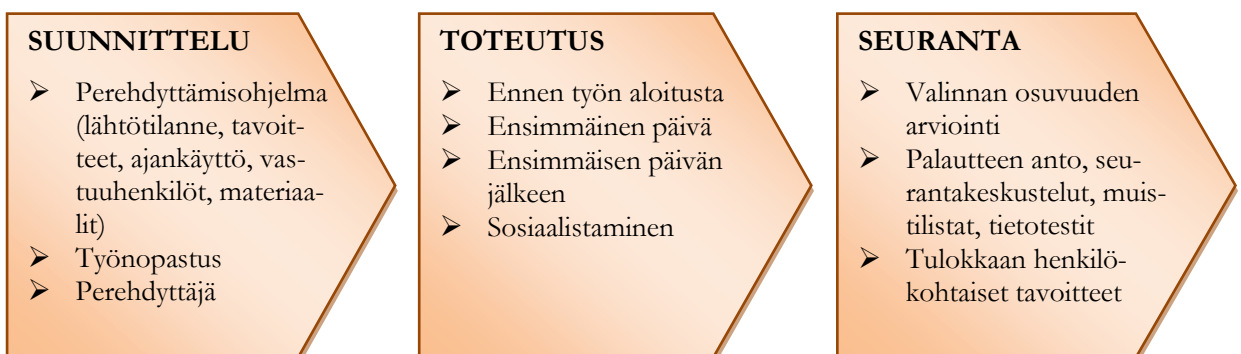 SUUNNITTELU
➢ Perehdyttämisohjelma
(lähtötilanne, tavoit-
teet, ajankäyttö, vas-
tuuhenkilöt, materiaa-
lit)
➢ Työnopastus
➢ Perehdyttäjä
TOTEUTUS
➢ Ennen työn aloitusta
➢ Ensimmäinen päivä
➢ Ensimmäisen päivän
jälkeen
➢ Sosiaalistaminen
SEURANTA
➢ Valinnan osuvuuden
arviointi
➢ Palautteen anto, seu-
rantakeskustelut, muis-
tilistat, tietotestit
➢ Tulokkaan henkilö-
kohtaiset tavoitteet